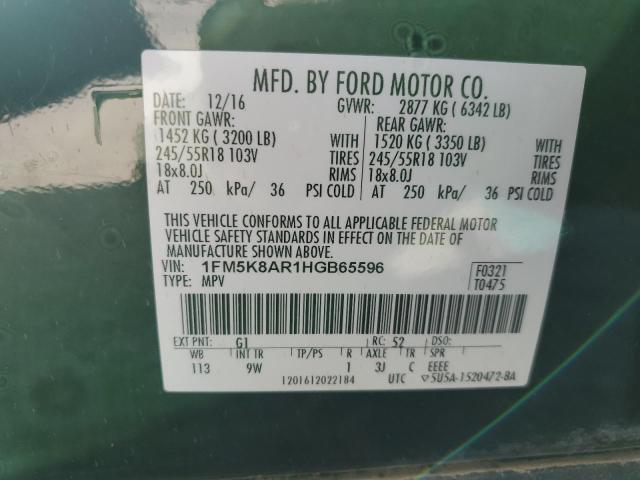 MFD. BY FORD MOTOR CO.
DATE: 12/16 GVWR: 2877 KG ( 6342 LB)
FRONT GAWR: REAR GAWR:
1452 KG ( 3200 LB) WITH 1520 KG ( 3350 LB) WITH
245/55R18 103V TIRES 245/55R18 103V TIRES
18x8.0J RIMS 18x8.0J RIMS
AT 250 kPa/ 36 PSI COLD AT 250 kPa/ 36 PSI COLD
THIS VEHICLE CONFORMS TO ALL APPLICABLE FEDERAL MOTOR
VEHICLE SAFETY STANDARDS IN EFFECT ON THE DATE OF
MANUFACTURE SHOWN ABOVE.
VIN: 1FM5K8AR1HGB65596 F0321
TYPE: MPV T0475
EXT PNT: G1 RC: 52 DSO:
WB INT TR TP/PS R AXLE TR SPR
113 9W 1 3J C EEEE
1201612022184 UTC ▽5U5A-1520472-BA